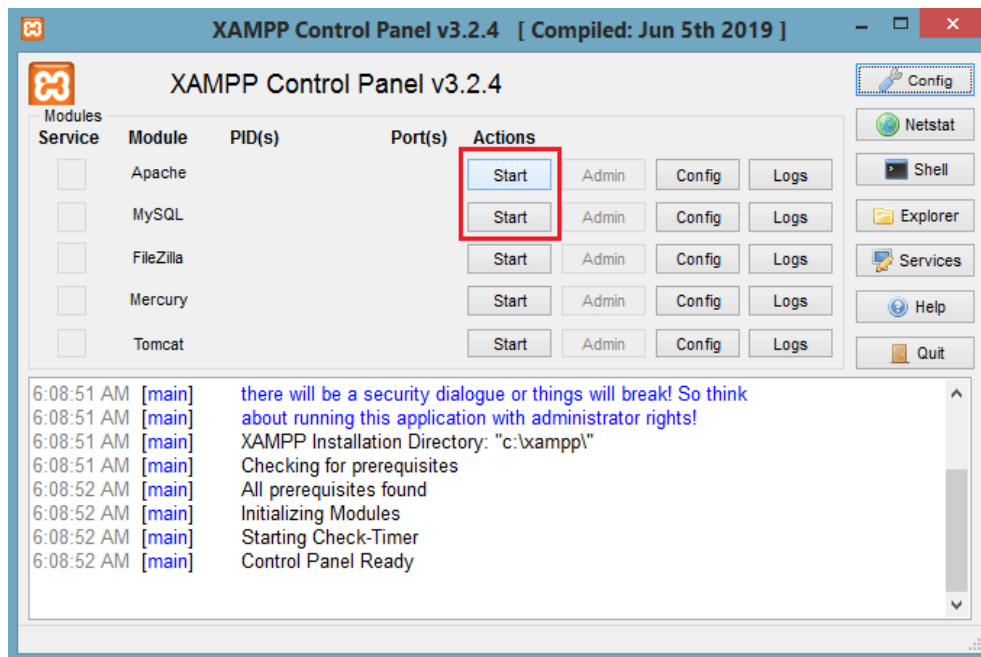 XAMPP Control Panel v3.2.4 [ Compiled: Jun 5th 2019 ]
XAMPP Control Panel v3.2.4
Config
Modules
Service Module PID(s) Port(s) Actions
Netstat
Apache Start Admin Config Logs
Shell
MySQL Start Admin Config Logs
Explorer
FileZilla Start Admin Config Logs
Services
Mercury Start Admin Config Logs
Help
Tomcat Start Admin Config Logs
Quit
6:08:51 AM [main] there will be a security dialogue or things will break! So think
6:08:51 AM [main] about running this application with administrator rights!
6:08:51 AM [main] XAMPP Installation Directory: "c:\xampp\"
6:08:51 AM [main] Checking for prerequisites
6:08:52 AM [main] All prerequisites found
6:08:52 AM [main] Initializing Modules
6:08:52 AM [main] Starting Check-Timer
6:08:52 AM [main] Control Panel Ready